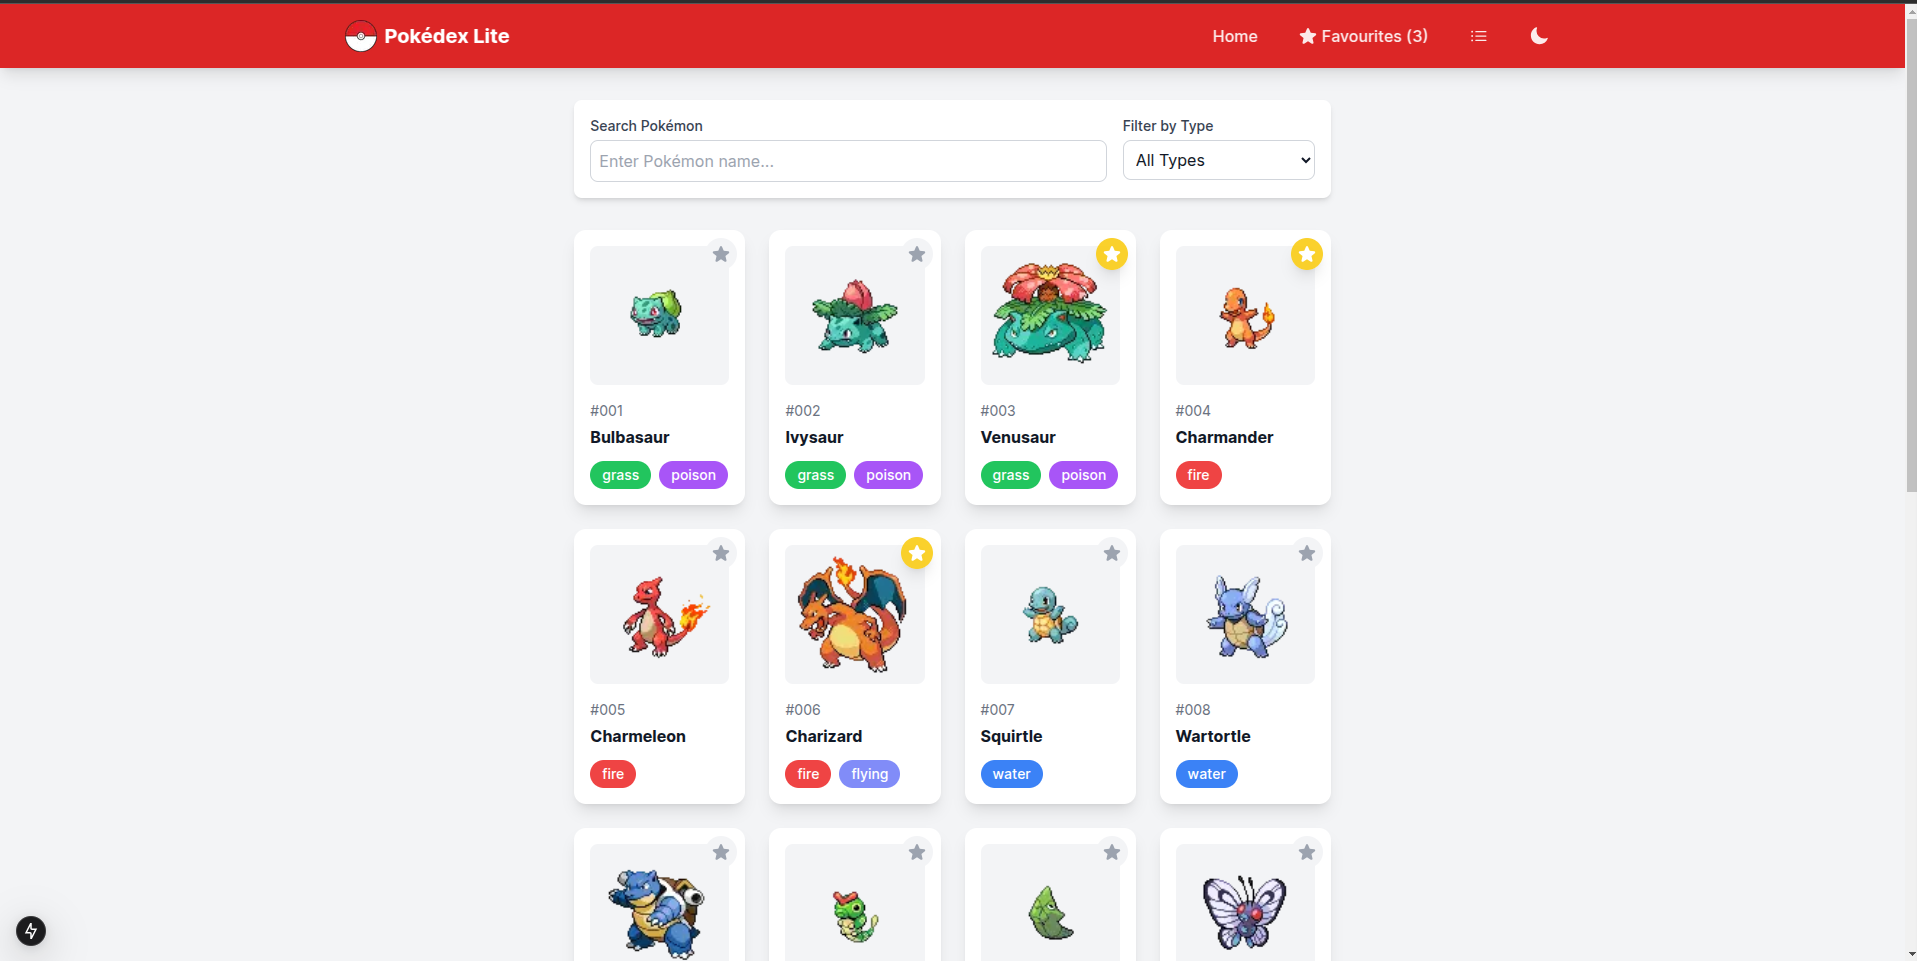 Pokédex Lite
Home
Favourites (3)
Search Pokémon
Filter by Type
Enter Pokémon name...
All Types
#001
Bulbasaur
grass poison
#002
Ivysaur
grass poison
#003
Venusaur
grass poison
#004
Charmander
fire
#005
Charmeleon
fire
#006
Charizard
fire flying
#007
Squirtle
water
#008
Wartortle
water